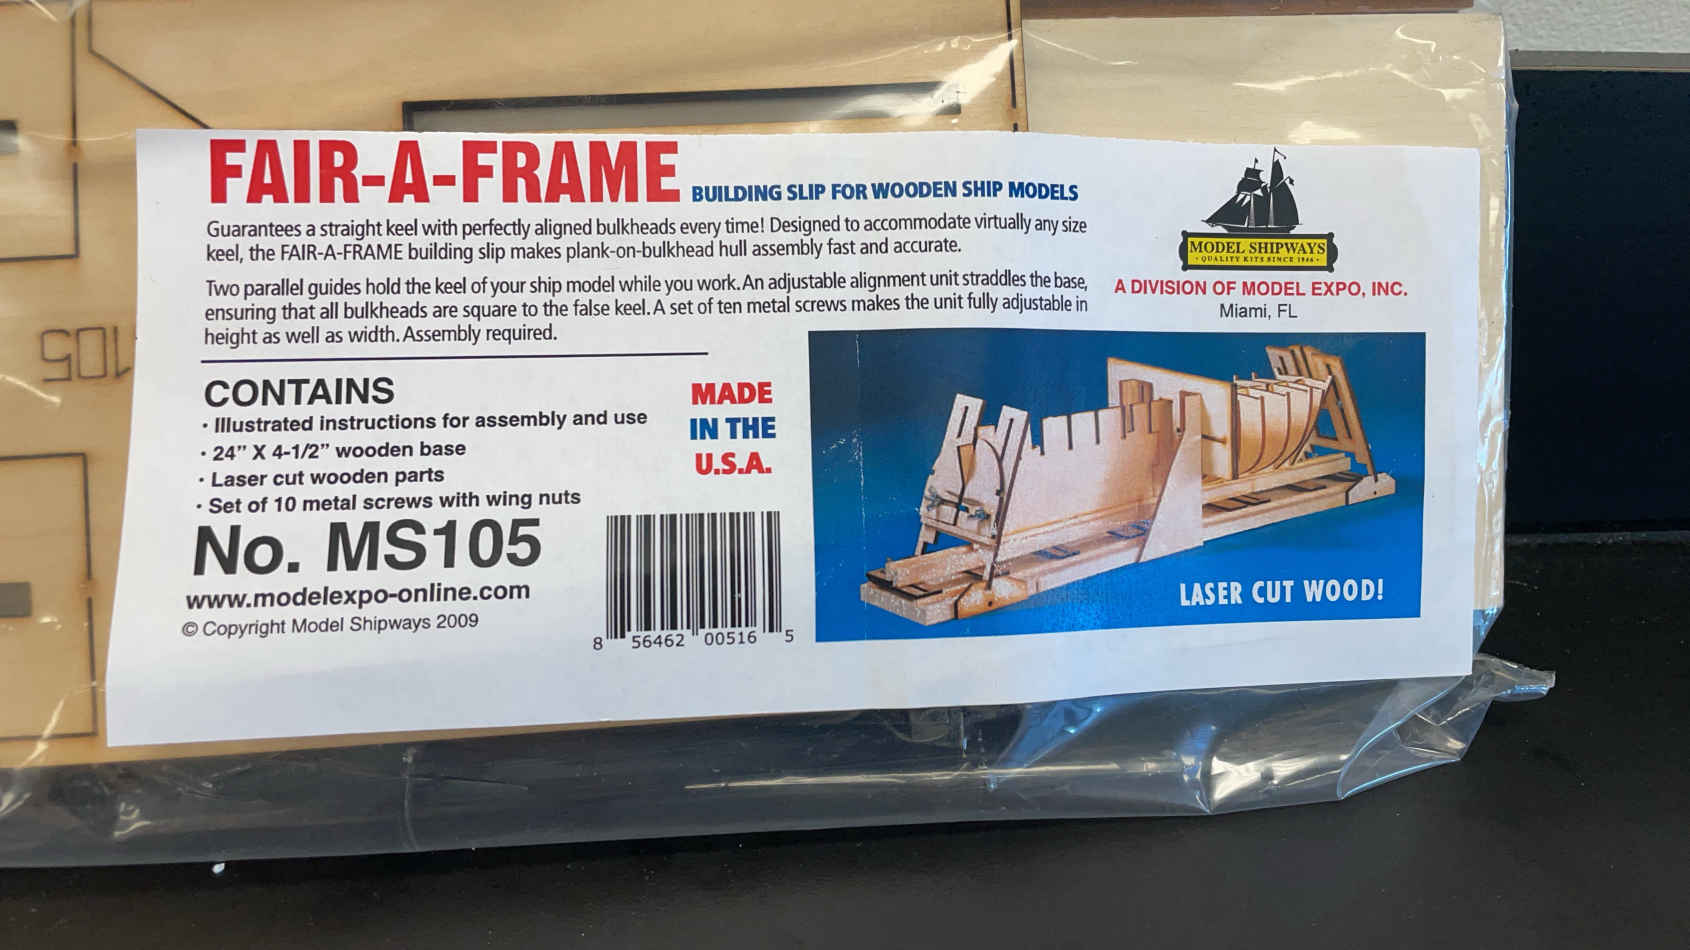 FAIR-A-FRAME BUILDING SLIP FOR WOODEN SHIP MODELS
Guarantees a straight keel with perfectly aligned bulkheads every time! Designed to accommodate virtually any size
keel, the FAIR-A-FRAME building slip makes plank-on-bulkhead hull assembly fast and accurate.
Two parallel guides hold the keel of your ship model while you work. An adjustable alignment unit straddles the base,
ensuring that all bulkheads are square to the false keel. A set of ten metal screws makes the unit fully adjustable in
height as well as width. Assembly required.
MODEL SHIPWAYS
• QUALITY KITS SINCE 1946 •
A DIVISION OF MODEL EXPO, INC.
Miami, FL
CONTAINS
• Illustrated instructions for assembly and use
• 24” X 4-1/2” wooden base
• Laser cut wooden parts
• Set of 10 metal screws with wing nuts
MADE
IN THE
U.S.A.
No. MS105
www.modelexpo-online.com
© Copyright Model Shipways 2009
8 56462 00516 5
LASER CUT WOOD!